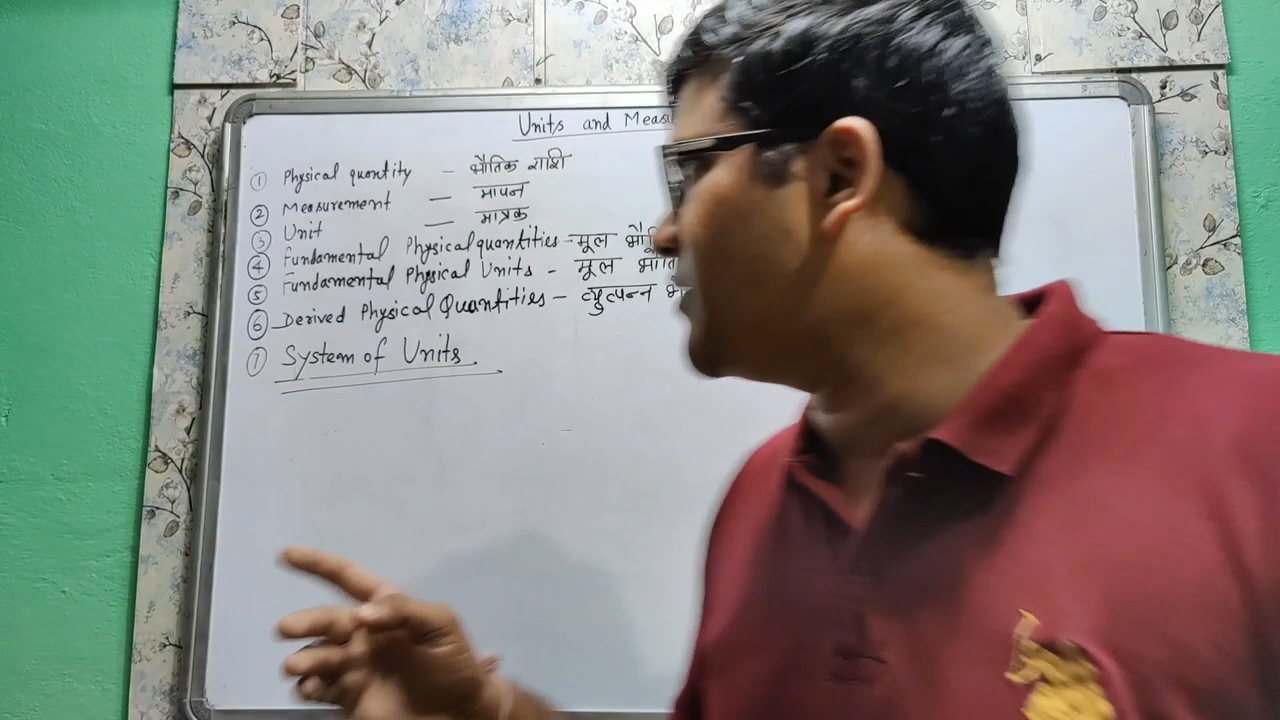 Units and Measu
① Physical quantity — भौतिक राशि
② Measurement — मापन
③ Unit — मात्रक
④ Fundamental Physical quantities - मूल भौ
⑤ Fundamental Physical Units - मूल भौति
⑥ Derived Physical Quantities - व्युत्पन्न भ
⑦ System of Units